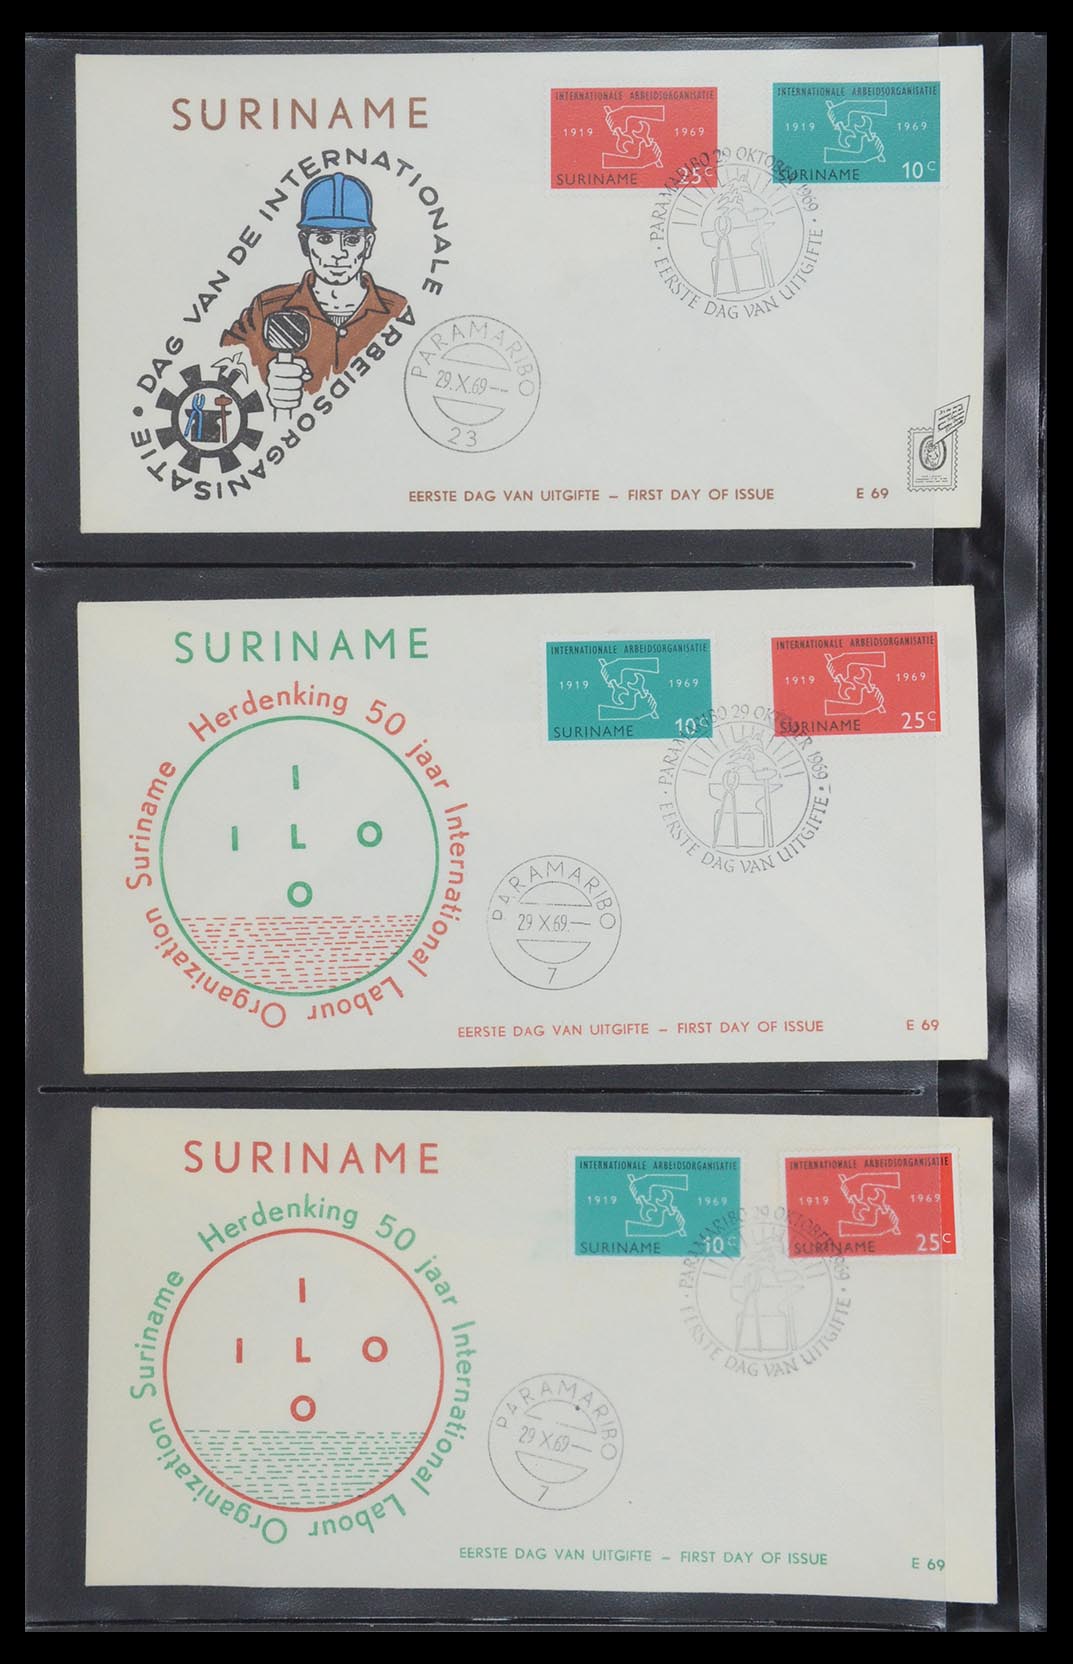 SURINAME
• DAG VAN DE INTERNATIONALE ARBEIDSORGANISATIE
INTERNATIONALE ARBEIDSORGANISATIE
1919 1969
SURINAME 25C
INTERNATIONALE ARBEIDSORGANISATIE
1919 1969
SURINAME 10C
PARAMARIBO 29 OKTOBER 1969 •
EERSTE DAG VAN UITGIFTE •
PARAMARIBO
29.X.69.—
23
EERSTE DAG VAN UITGIFTE – FIRST DAY OF ISSUE E 69
SURINAME
Herdenking 50 jaar International Labour Organization Suriname
I
I L O
O
INTERNATIONALE ARBEIDSORGANISATIE
1919 1969
SURINAME 10C
INTERNATIONALE ARBEIDSORGANISATIE
1919 1969
SURINAME 25C
PARAMARIBO 29 OKTOBER 1969 •
EERSTE DAG VAN UITGIFTE •
PARAMARIBO
29 X 69.—
7
EERSTE DAG VAN UITGIFTE – FIRST DAY OF ISSUE E 69
SURINAME
Herdenking 50 jaar International Labour Organization Suriname
I
I L O
O
INTERNATIONALE ARBEIDSORGANISATIE
1919 1969
SURINAME 10C
INTERNATIONALE ARBEIDSORGANISATIE
1919 1969
SURINAME 25C
PARAMARIBO 29 OKTOBER 1969 •
EERSTE DAG VAN UITGIFTE •
PARAMARIBO
29 X 69—
7
EERSTE DAG VAN UITGIFTE – FIRST DAY OF ISSUE E 69